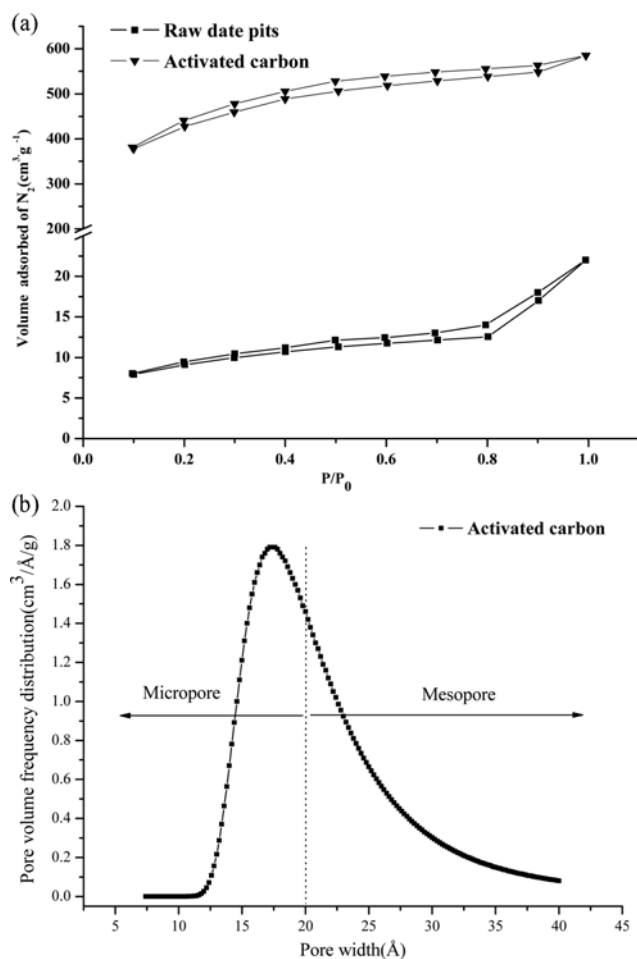 (a)
Raw date pits
Activated carbon
Volume adsorbed of N₂(cm³.g⁻¹)
600
500
400
300
200
20
15
10
5
0
0.0 0.2 0.4 0.6 0.8 1.0
P/P₀
(b)
Activated carbon
Pore volume frequency distribution(cm³/Å/g)
2.0
1.8
1.6
1.4
1.2
1.0
0.8
0.6
0.4
0.2
0.0
Micropore
Mesopore
5 10 15 20 25 30 35 40 45
Pore width(Å)